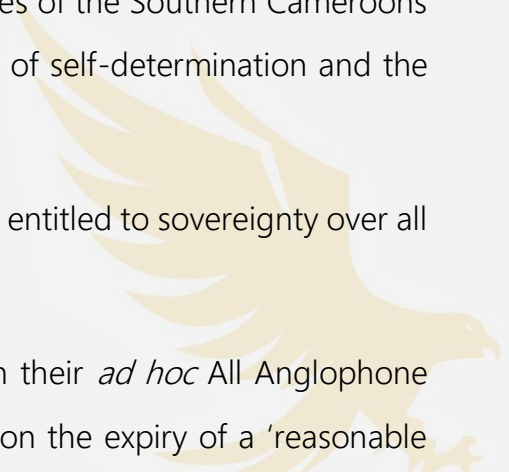 es of the Southern Cameroons
of self-determination and the
entitled to sovereignty over all
their ad hoc All Anglophone
on the expiry of a ‘reasonable